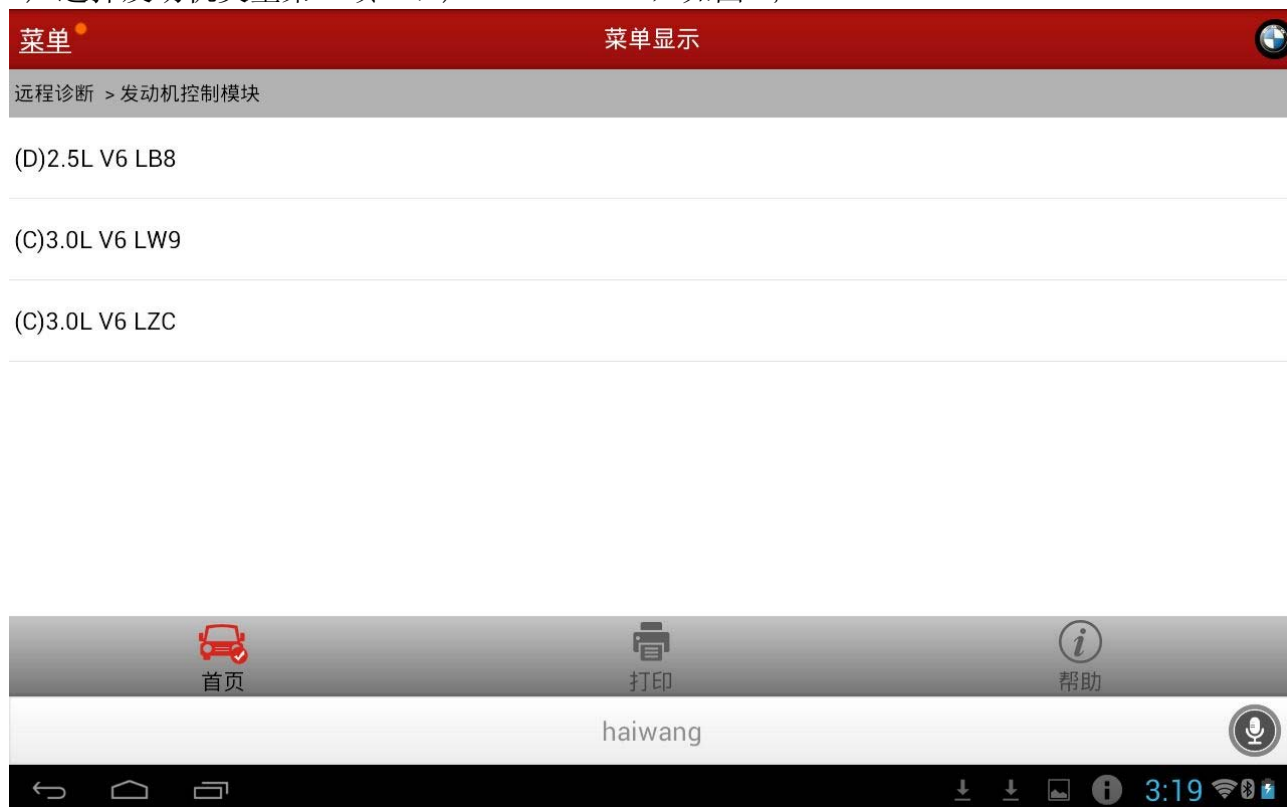 菜单
菜单显示
远程诊断 >发动机控制模块
(D)2.5L V6 LB8
(C)3.0L V6 LW9
(C)3.0L V6 LZC
首页
打印
帮助
haiwang
3:19